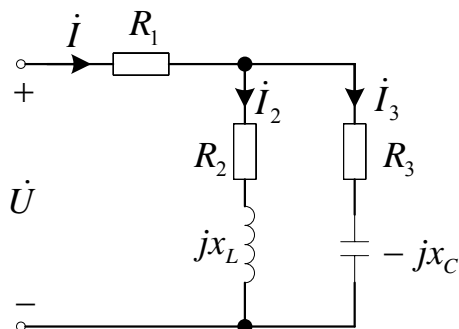 İ R₁
+
İ₂ İ₃
R₂ R₃
U̇
jx_L − jx_C
−